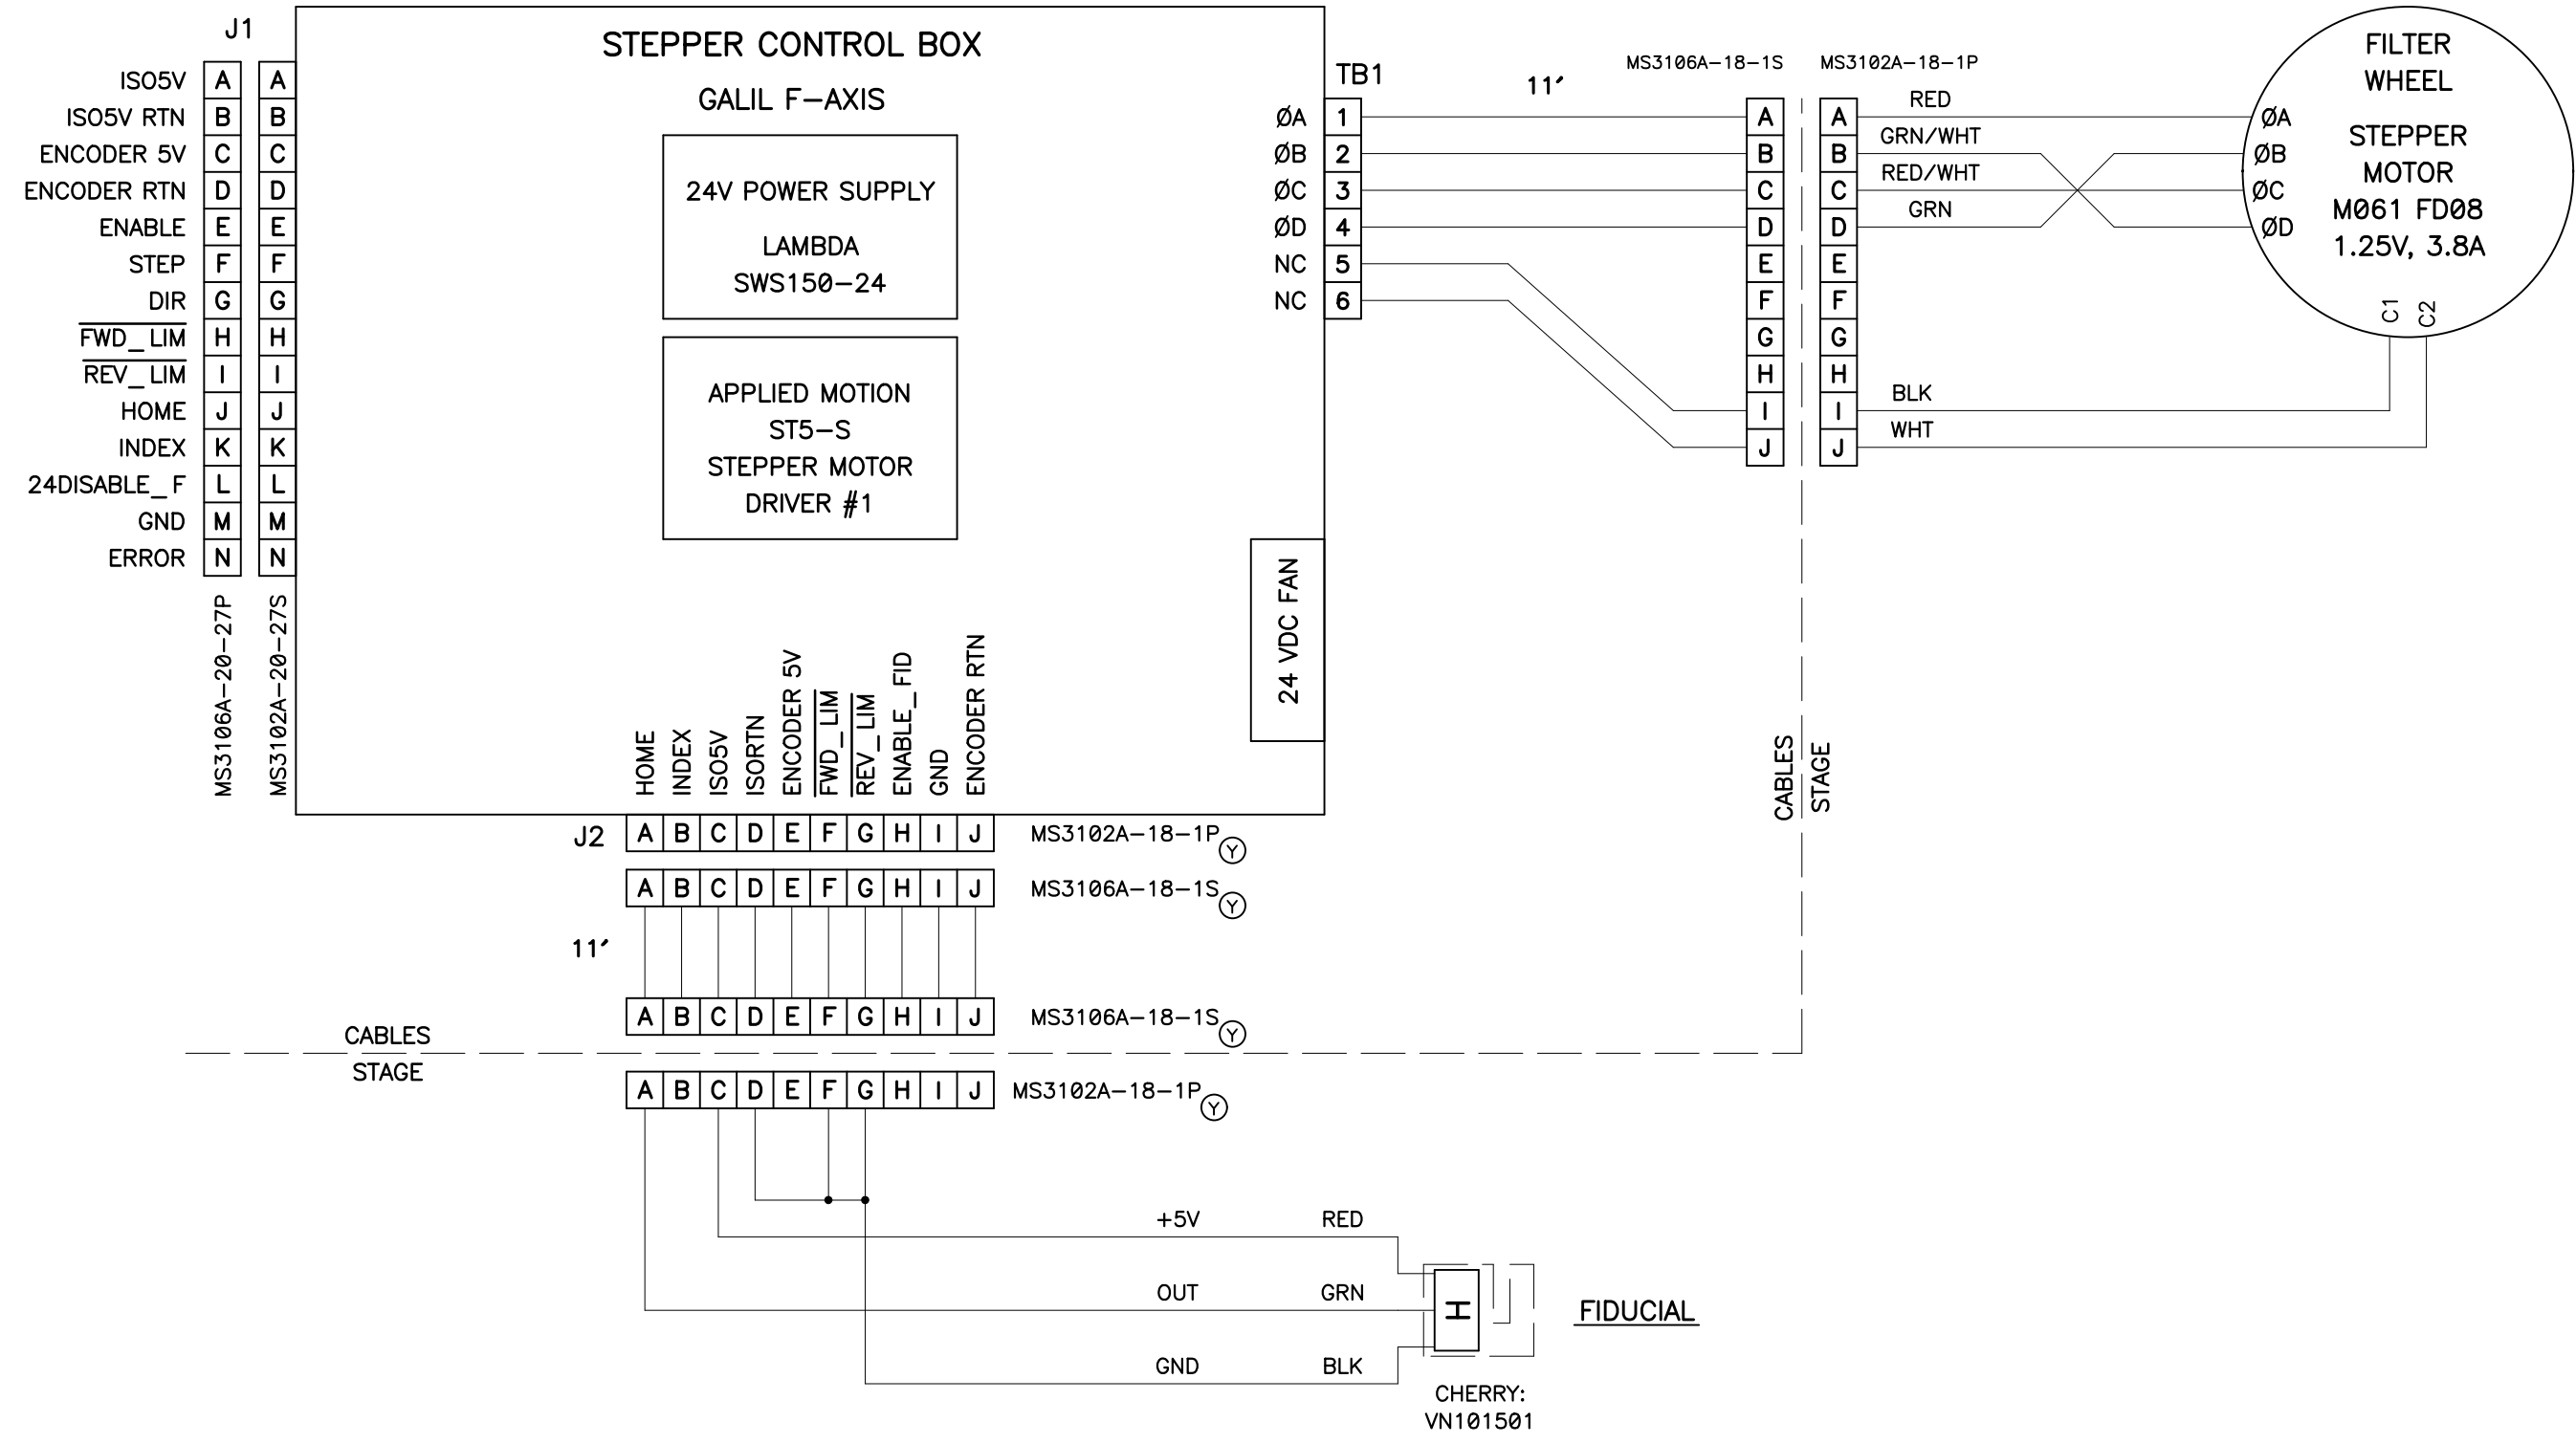 J1
ISO5V A A
ISO5V RTN B B
ENCODER 5V C C
ENCODER RTN D D
ENABLE E E
STEP F F
DIR G G
FWD_LIM H H
REV_LIM I I
HOME J J
INDEX K K
24DISABLE_F L L
GND M M
ERROR N N
MS3106A-20-27P
MS3102A-20-27S
STEPPER CONTROL BOX
GALIL F-AXIS
24V POWER SUPPLY
LAMBDA
SWS150-24
APPLIED MOTION
ST5-S
STEPPER MOTOR
DRIVER #1
24 VDC FAN
TB1
ØA 1
ØB 2
ØC 3
ØD 4
NC 5
NC 6
11'
MS3106A-18-1S
MS3102A-18-1P
A A RED
B B GRN/WHT
C C RED/WHT
D D GRN
E E
F F
G G
H H
I I BLK
J J WHT
FILTER
WHEEL
STEPPER
MOTOR
M061 FD08
1.25V, 3.8A
ØA
ØB
ØC
ØD
C1
C2
CABLES
STAGE
HOME
INDEX
ISO5V
ISORTN
ENCODER 5V
FWD_LIM
REV_LIM
ENABLE_FID
GND
ENCODER RTN
J2 A B C D E F G H I J MS3102A-18-1P Y
A B C D E F G H I J MS3106A-18-1S Y
11'
A B C D E F G H I J MS3106A-18-1S Y
CABLES
STAGE
A B C D E F G H I J MS3102A-18-1P Y
+5V RED
OUT GRN
GND BLK
H
FIDUCIAL
CHERRY:
VN101501